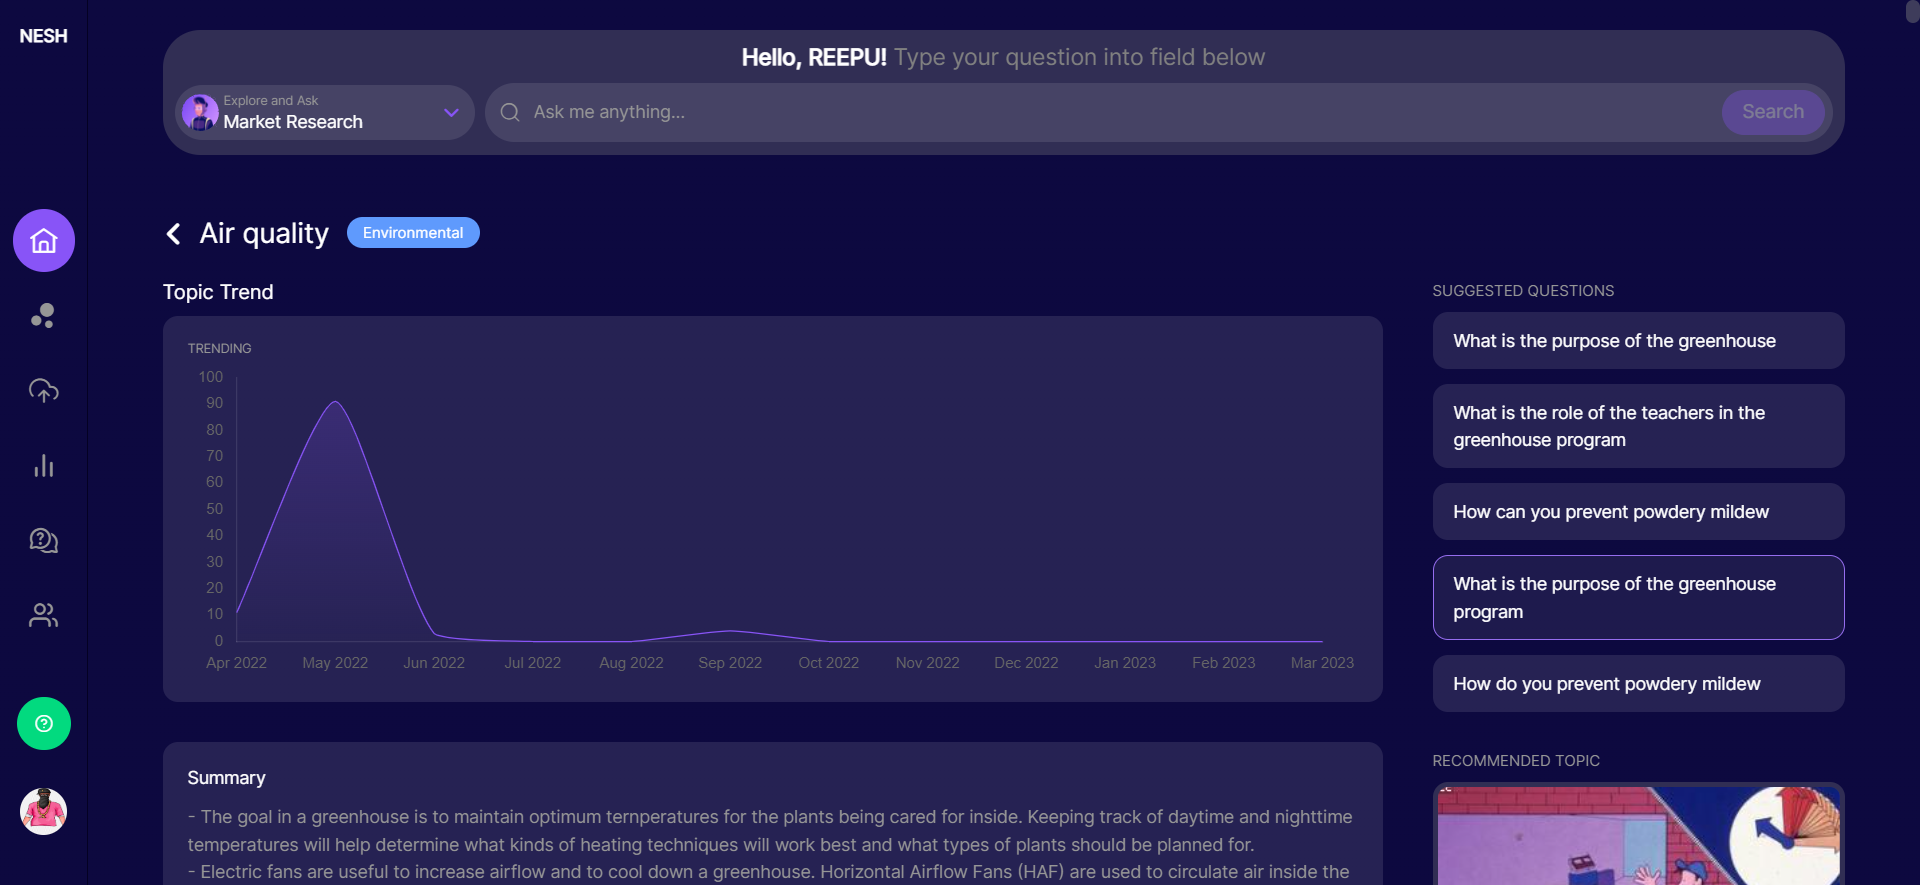 NESH
Hello, REEPU! Type your question into field below
Explore and Ask
Market Research
Ask me anything...
Search
Air quality
Environmental
Topic Trend
TRENDING
100
90
80
70
60
50
40
30
20
10
0
Apr 2022 May 2022 Jun 2022 Jul 2022 Aug 2022 Sep 2022 Oct 2022 Nov 2022 Dec 2022 Jan 2023 Feb 2023 Mar 2023
Summary
- The goal in a greenhouse is to maintain optimum ternperatures for the plants being cared for inside. Keeping track of daytime and nighttime
temperatures will help determine what kinds of heating techniques will work best and what types of plants should be planned for.
- Electric fans are useful to increase airflow and to cool down a greenhouse. Horizontal Airflow Fans (HAF) are used to circulate air inside the
SUGGESTED QUESTIONS
What is the purpose of the greenhouse
What is the role of the teachers in the
greenhouse program
How can you prevent powdery mildew
What is the purpose of the greenhouse
program
How do you prevent powdery mildew
RECOMMENDED TOPIC